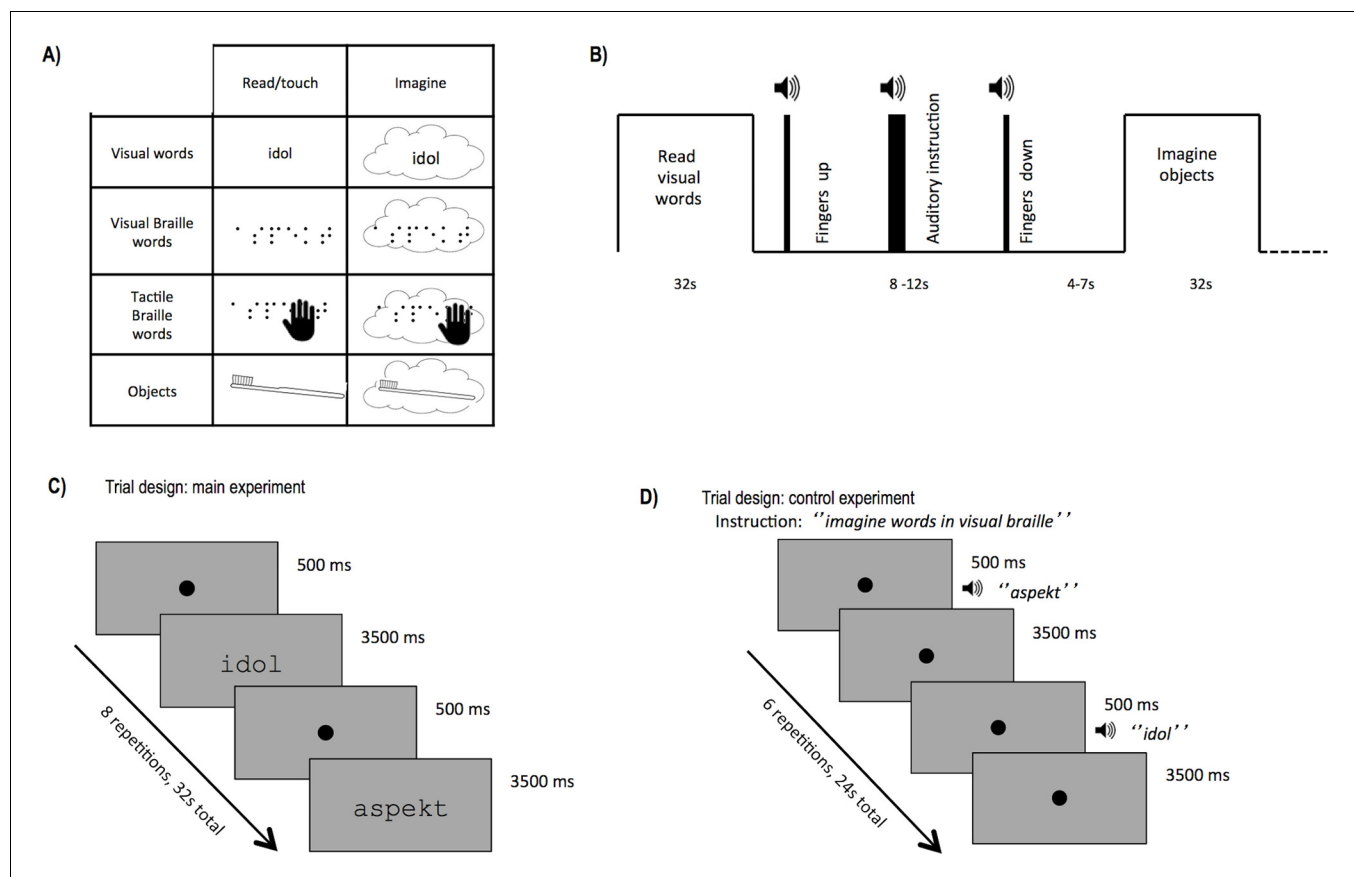 A)
Read/touch
Imagine
Visual words
idol
idol
Visual Braille
words
Tactile
Braille
words
Objects
B)
Read
visual
words
Fingers up
Auditory instruction
Fingers down
Imagine
objects
32s
8 -12s
4-7s
32s
C) Trial design: main experiment
500 ms
3500 ms
idol
500 ms
3500 ms
aspekt
8 repetitions, 32s total
D) Trial design: control experiment
Instruction: ‘‘imagine words in visual braille’’
500 ms
‘‘aspekt’’
3500 ms
500 ms
‘‘idol’’
3500 ms
6 repetitions, 24s total